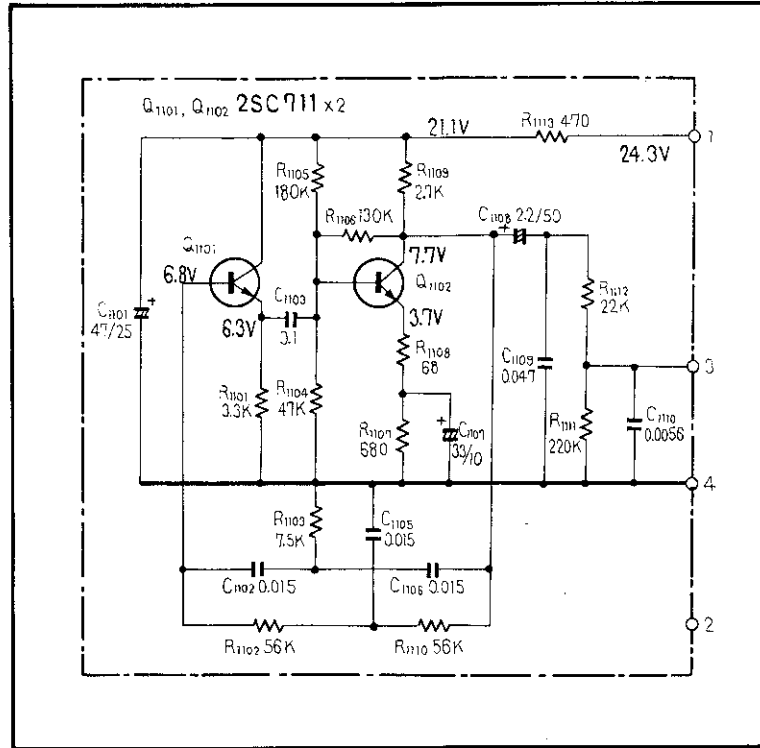 Q1101, Q1102 2SC711 x2
21.1V
R1113 470
24.3V
1
R1105
180K
R1109
2.7K
R1106 130K
C1108 2.2/50
+
Q1101
6.8V
7.7V
Q1102
C1103
0.1
6.3V
3.7V
+
C1101
47/25
R1112
22K
R1108
68
C1109
0.047
3
R1101
3.3K
R1104
47K
R1107
680
+
C1107
33/10
R1111
220K
C1110
0.0056
4
R1103
7.5K
C1105
0.015
C1102 0.015
C1106 0.015
R1102 56K
R1110 56K
2